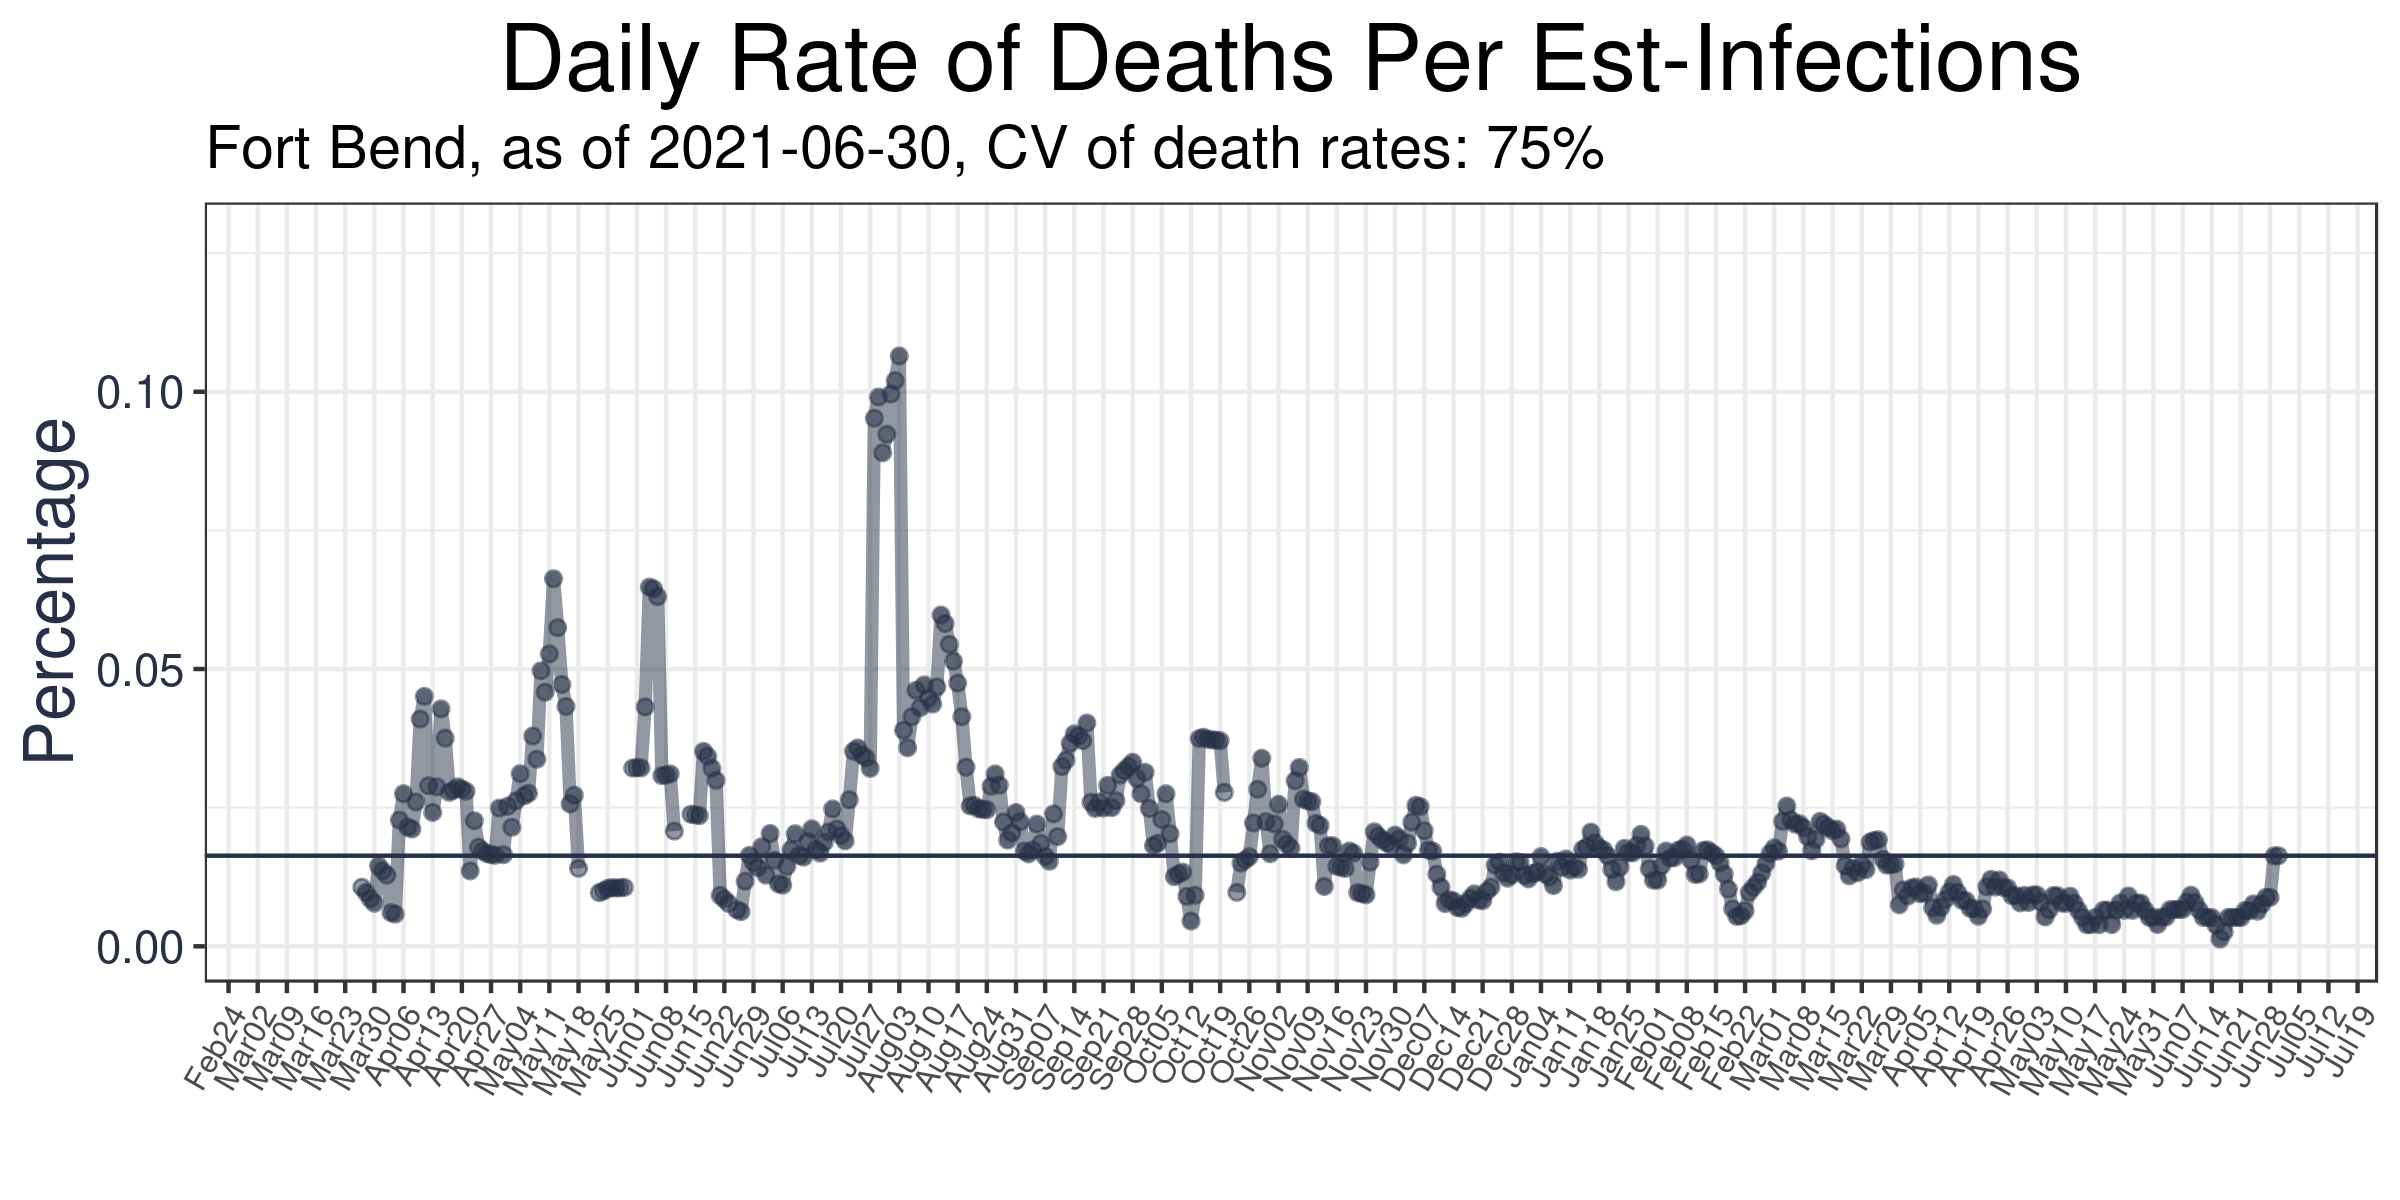 Daily Rate of Deaths Per Est-Infections
Fort Bend, as of 2021-06-30, CV of death rates: 75%
Percentage
0.10
0.05
0.00
Feb24
Mar02
Mar09
Mar16
Mar23
Mar30
Apr06
Apr13
Apr20
Apr27
May04
May11
May18
May25
Jun01
Jun08
Jun15
Jun22
Jun29
Jul06
Jul13
Jul20
Jul27
Aug03
Aug10
Aug17
Aug24
Aug31
Sep07
Sep14
Sep21
Sep28
Oct05
Oct12
Oct19
Oct26
Nov02
Nov09
Nov16
Nov23
Nov30
Dec07
Dec14
Dec21
Dec28
Jan04
Jan11
Jan18
Jan25
Feb01
Feb08
Feb15
Feb22
Mar01
Mar08
Mar15
Mar22
Mar29
Apr05
Apr12
Apr19
Apr26
May03
May10
May17
May24
May31
Jun07
Jun14
Jun21
Jun28
Jul05
Jul12
Jul19